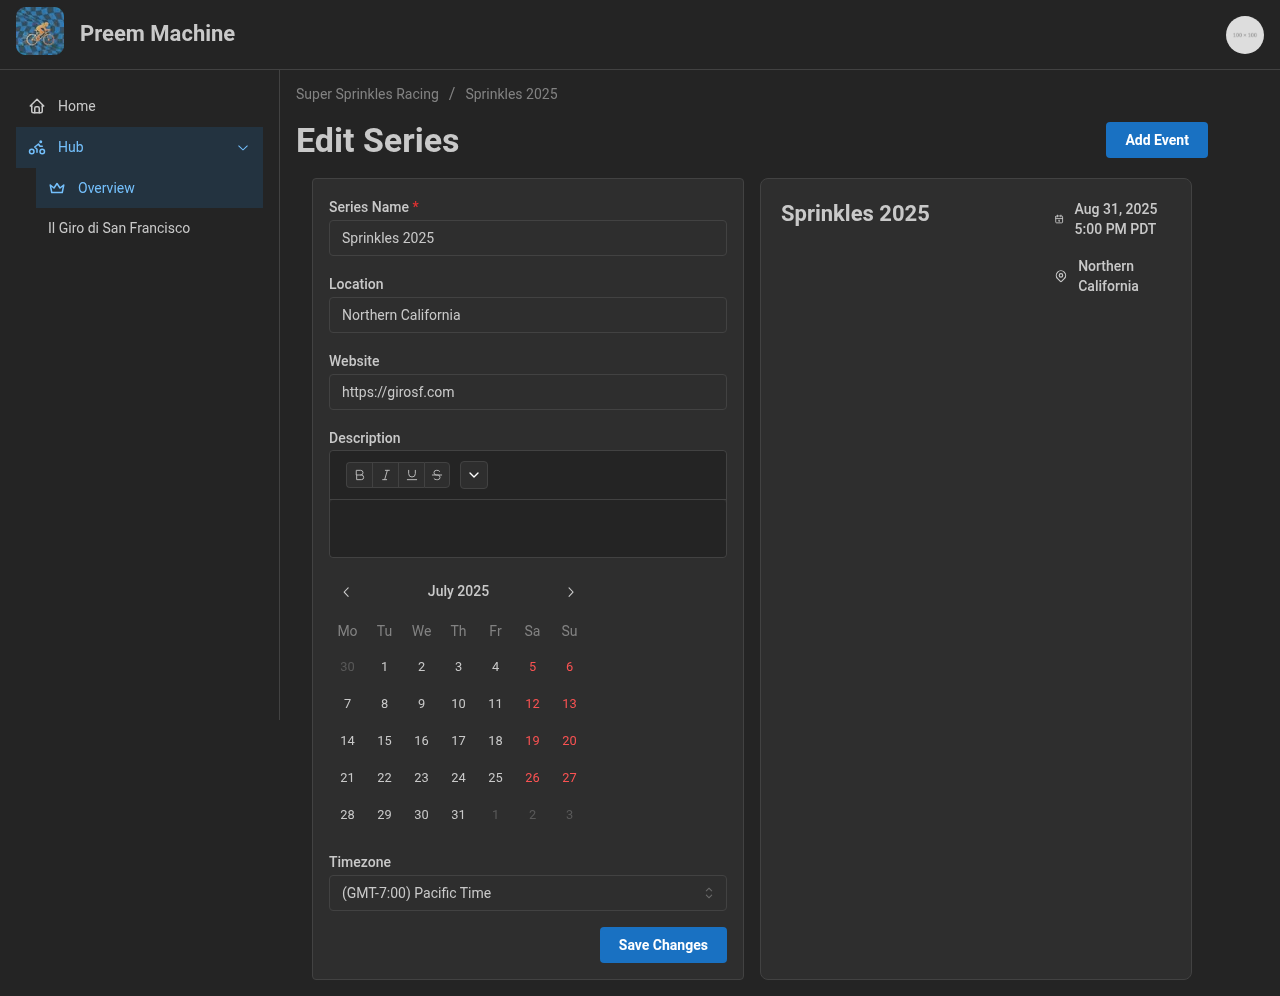 Preem Machine
100 × 100
Home
Hub
Overview
Il Giro di San Francisco
Super Sprinkles Racing / Sprinkles 2025
Edit Series
Add Event
Series Name *
Sprinkles 2025
Location
Northern California
Website
https://girosf.com
Description
B I U S
July 2025
Mo Tu We Th Fr Sa Su
30 1 2 3 4 5 6
7 8 9 10 11 12 13
14 15 16 17 18 19 20
21 22 23 24 25 26 27
28 29 30 31 1 2 3
Timezone
(GMT-7:00) Pacific Time
Save Changes
Sprinkles 2025
Aug 31, 2025
5:00 PM PDT
Northern
California